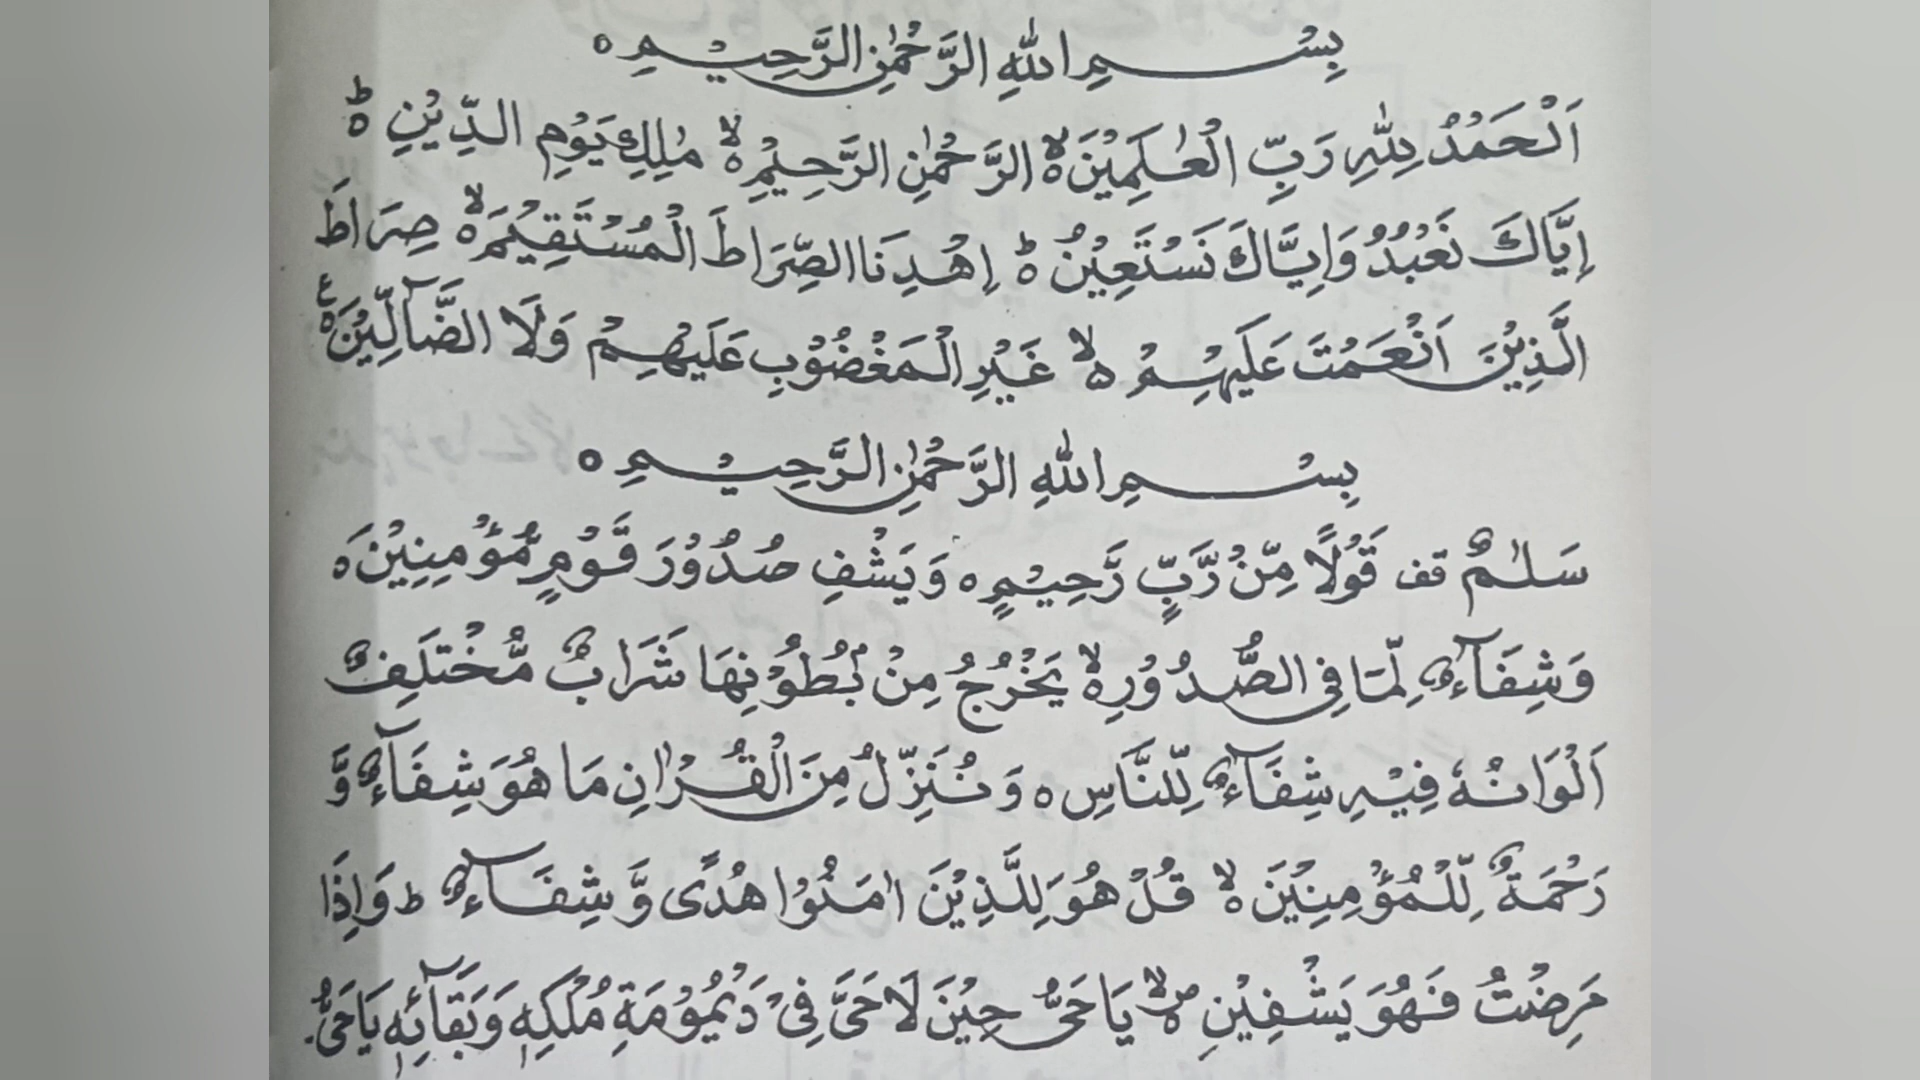 بِسْمِ اللّٰهِ الرَّحْمٰنِ الرَّحِيْمِ ہ
اَلْحَمْدُ لِلّٰهِ رَبِّ الْعٰلَمِيْنَ ۙ الرَّحْمٰنِ الرَّحِيْمِ ۙ مٰلِكِ يَوْمِ الدِّيْنِ ؕ
اِيَّاكَ نَعْبُدُ وَاِيَّاكَ نَسْتَعِيْنُ ؕ اِهْدِنَا الصِّرَاطَ الْمُسْتَقِيْمَ ۙ صِرَاطَ
الَّذِيْنَ اَنْعَمْتَ عَلَيْهِمْ ۙ غَيْرِ الْمَغْضُوْبِ عَلَيْهِمْ وَلَا الضَّآلِّيْنَ ع
بِسْمِ اللّٰهِ الرَّحْمٰنِ الرَّحِيْمِ ہ
سَلٰمٌ قف قَوْلًا مِّنْ رَّبٍّ رَّحِيْمٍ ہ وَيَشْفِ صُدُوْرَ قَوْمٍ مُّؤْمِنِيْنَ ہ
وَشِفَآءٌ لِّمَا فِى الصُّدُوْرِ ۙ يَخْرُجُ مِنْۢ بُطُوْنِهَا شَرَابٌ مُّخْتَلِفٌ
اَلْوَانُهٗ فِيْهِ شِفَآءٌ لِّلنَّاسِ ہ وَنُنَزِّلُ مِنَ الْقُرْاٰنِ مَا هُوَ شِفَآءٌ وَّ
رَحْمَةٌ لِّلْمُؤْمِنِيْنَ ۙ قُلْ هُوَ لِلَّذِيْنَ اٰمَنُوْا هُدًى وَّ شِفَآءٌ ط وَاِذَا
مَرِضْتُ فَهُوَ يَشْفِيْنِ ۙ يَا حَىُّ حِيْنَ لَا حَىَّ فِىْ دَيْمُوْمَةِ مُلْكِهٖ وَبَقَآئِهٖ يَا حَىُّ.